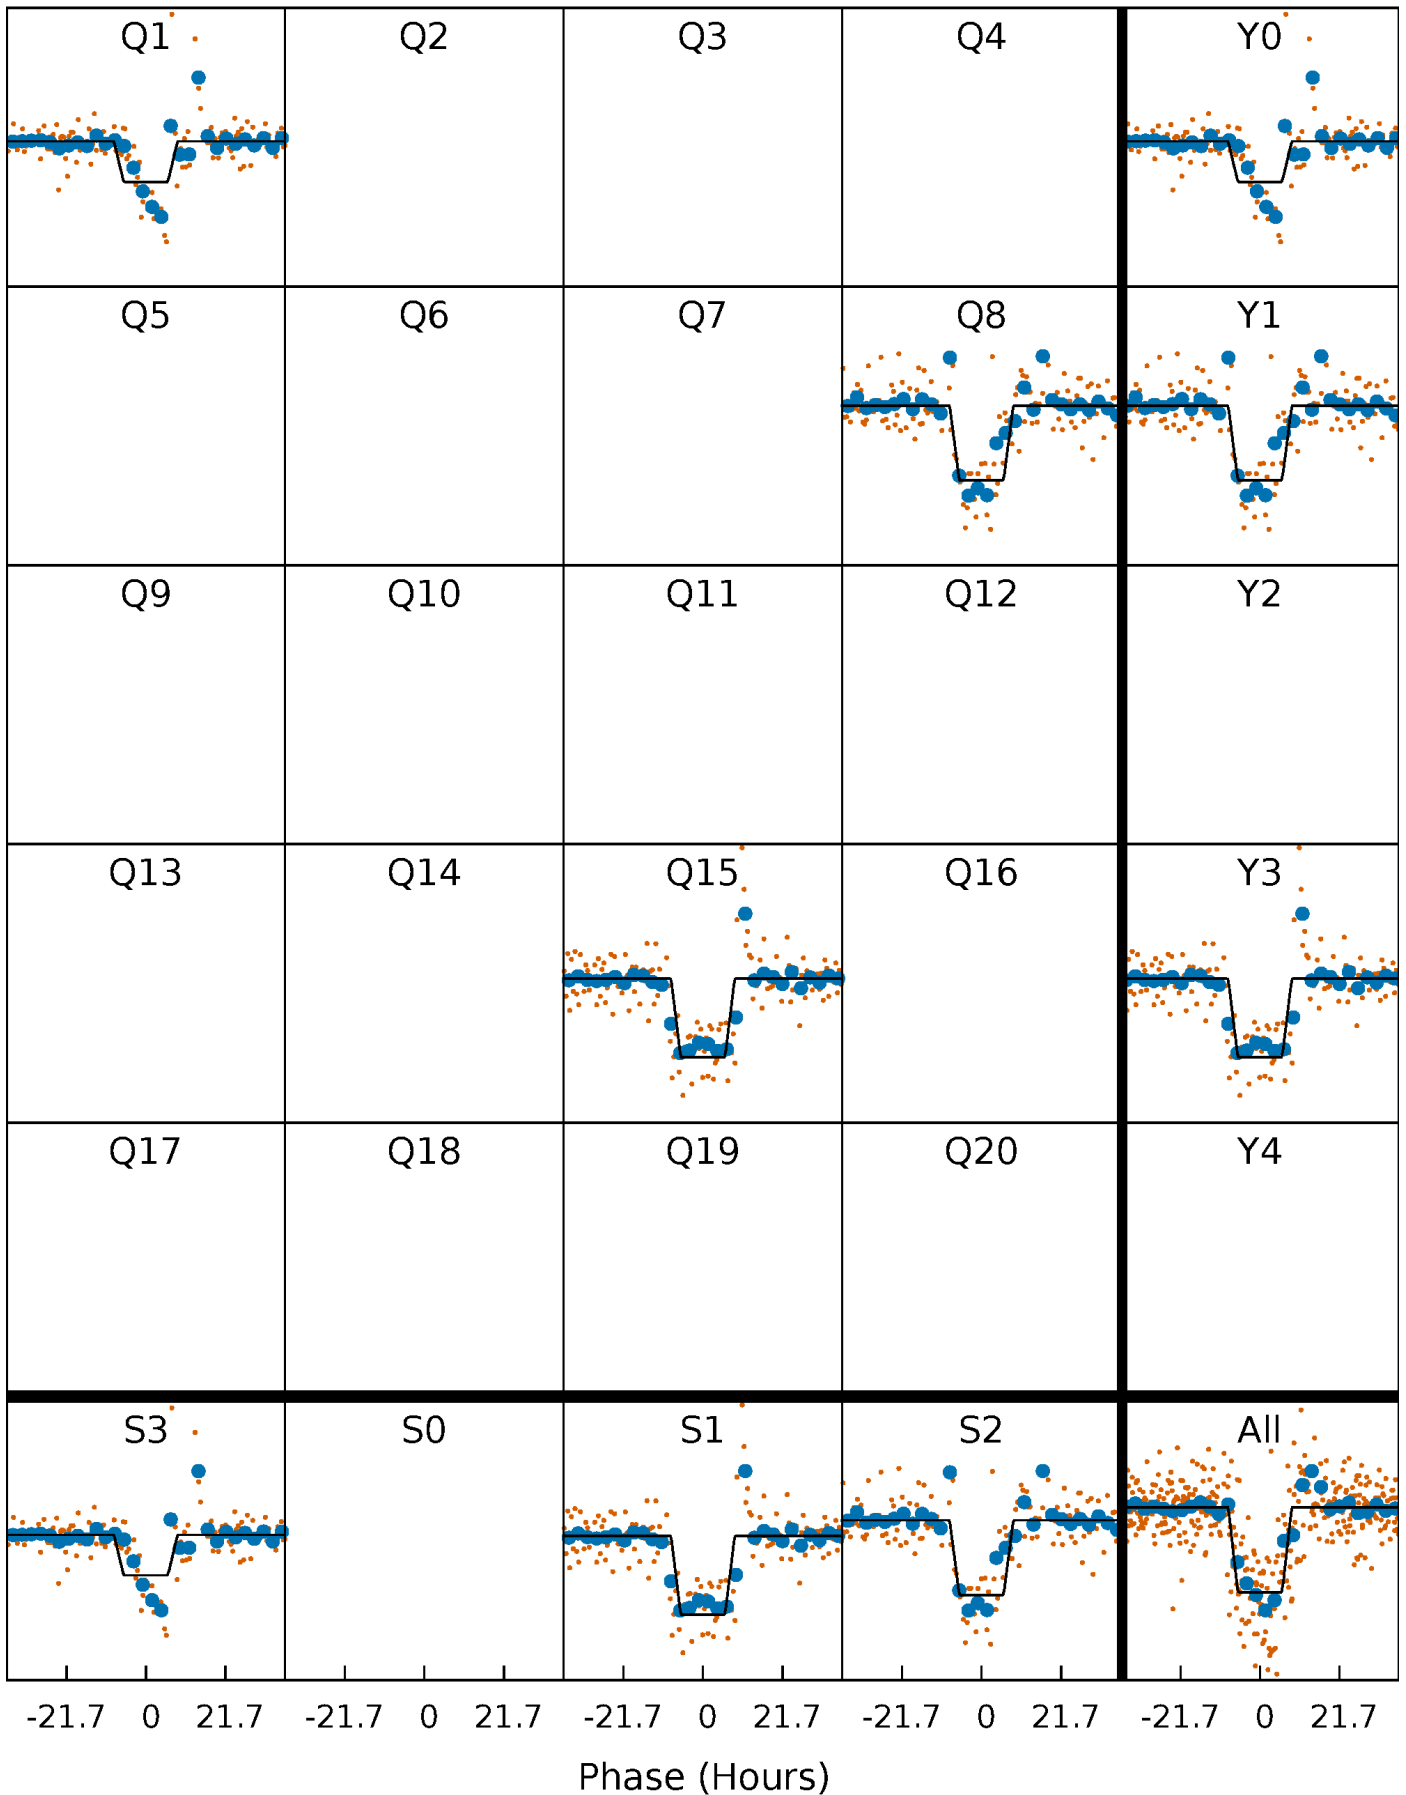 Q1 Q2 Q3 Q4 Y0
Q5 Q6 Q7 Q8 Y1
Q9 Q10 Q11 Q12 Y2
Q13 Q14 Q15 Q16 Y3
Q17 Q18 Q19 Q20 Y4
S3 S0 S1 S2 All
-21.7 0 21.7 -21.7 0 21.7 -21.7 0 21.7 -21.7 0 21.7 -21.7 0 21.7
Phase (Hours)